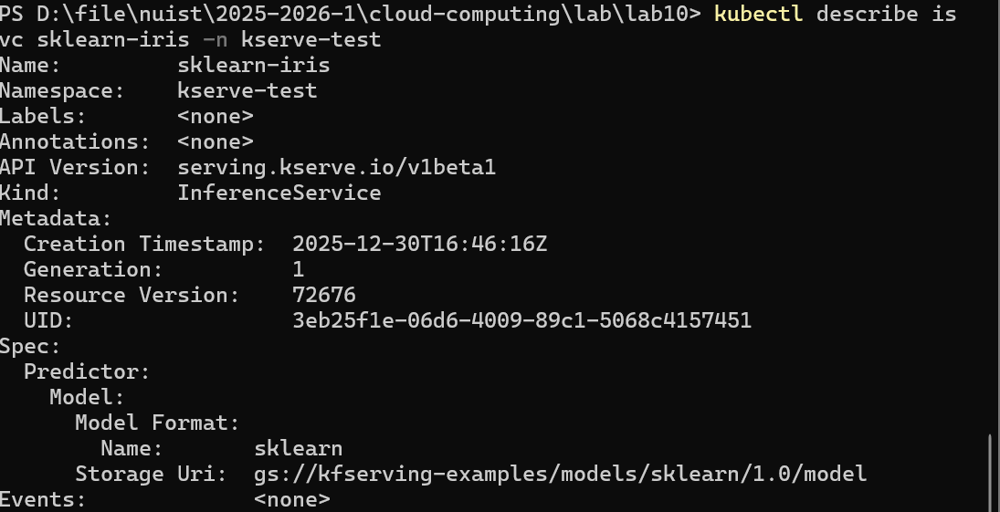 PS D:\file\nuist\2025-2026-1\cloud-computing\lab\lab10> kubectl describe is
vc sklearn-iris -n kserve-test
Name:         sklearn-iris
Namespace:    kserve-test
Labels:       <none>
Annotations:  <none>
API Version:  serving.kserve.io/v1beta1
Kind:         InferenceService
Metadata:
  Creation Timestamp:  2025-12-30T16:46:16Z
  Generation:          1
  Resource Version:    72676
  UID:                 3eb25f1e-06d6-4009-89c1-5068c4157451
Spec:
  Predictor:
    Model:
      Model Format:
        Name:       sklearn
      Storage Uri:  gs://kfserving-examples/models/sklearn/1.0/model
Events:             <none>